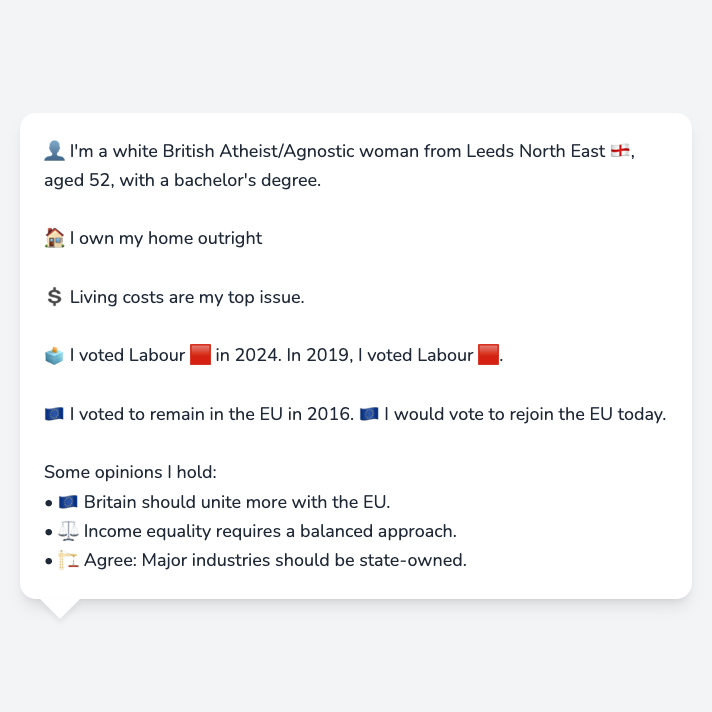 👤 I'm a white British Atheist/Agnostic woman from Leeds North East 🏴󠁧󠁢󠁥󠁮󠁧󠁿,
aged 52, with a bachelor's degree.
🏠 I own my home outright
💲 Living costs are my top issue.
🗳️ I voted Labour 🟥 in 2024. In 2019, I voted Labour 🟥.
🇪🇺 I voted to remain in the EU in 2016. 🇪🇺 I would vote to rejoin the EU today.
Some opinions I hold:
• 🇪🇺 Britain should unite more with the EU.
• ⚖️ Income equality requires a balanced approach.
• 🏗️ Agree: Major industries should be state-owned.